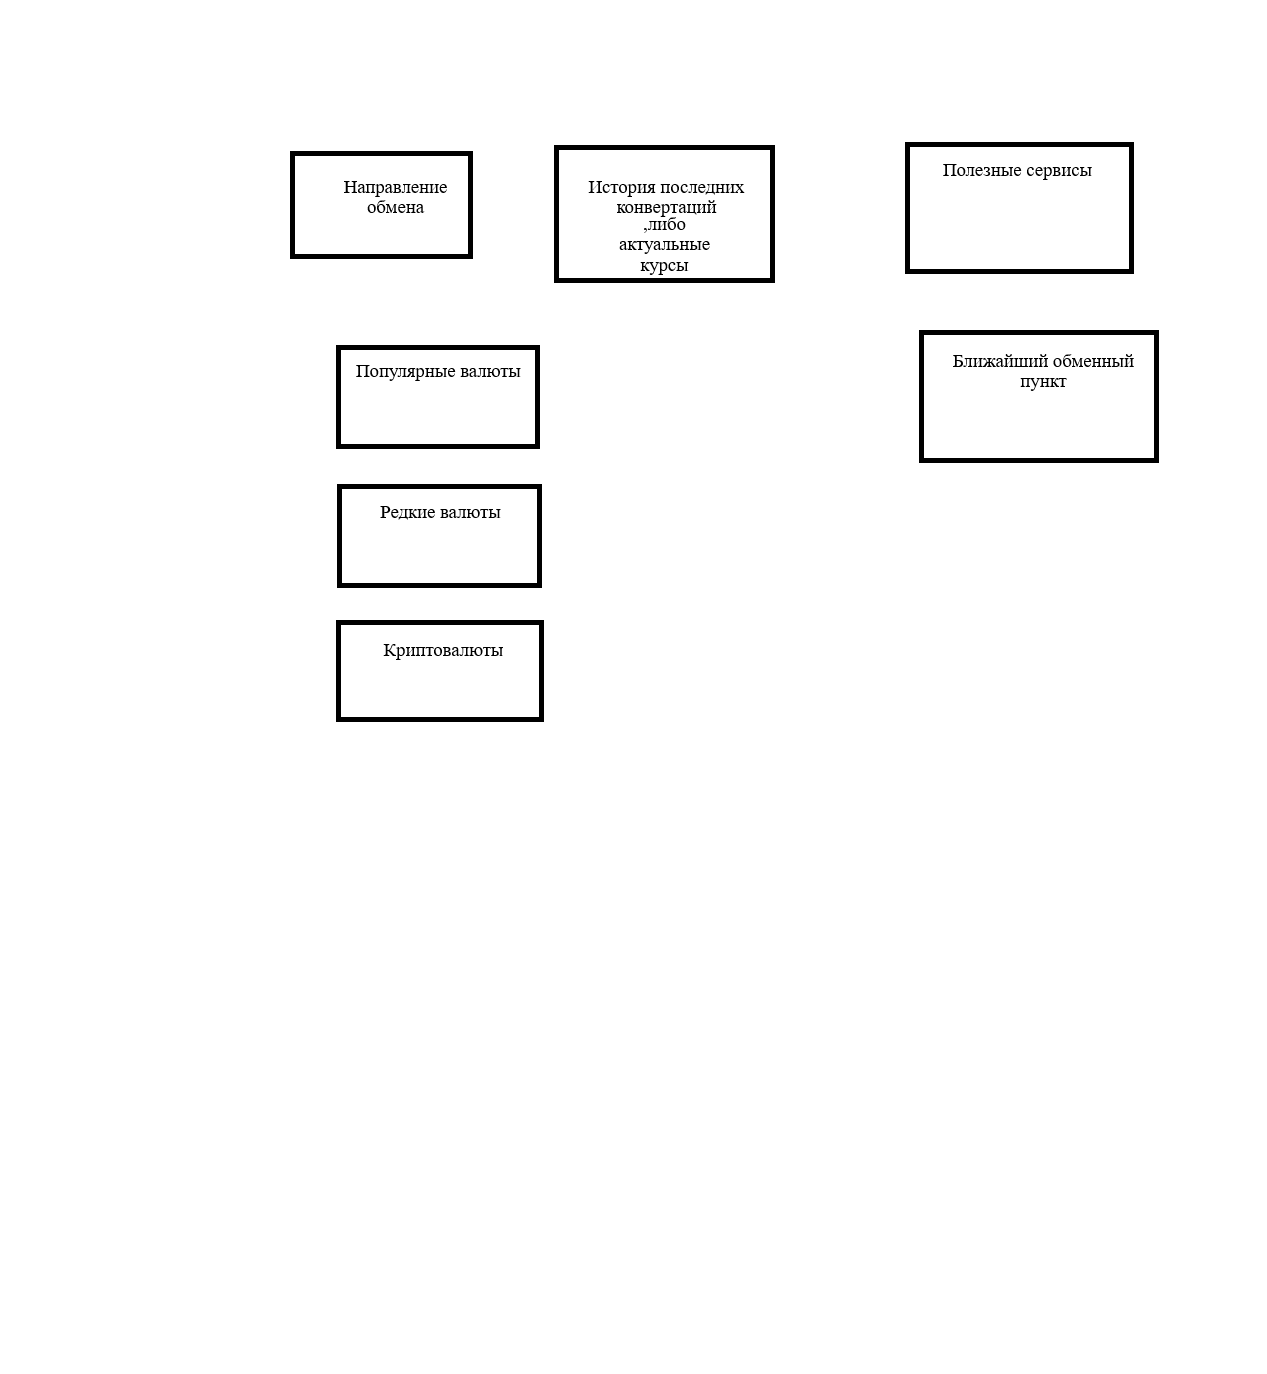 Направление
обмена
История последних
конвертаций
,либо
актуальные
курсы
Полезные сервисы
Популярные валюты
Ближайший обменный
пункт
Редкие валюты
Криптовалюты